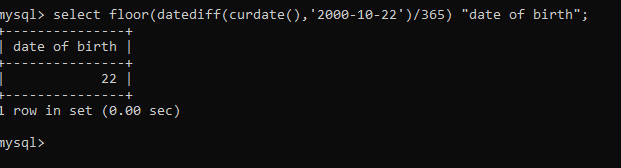 mysql> select floor(datediff(curdate(),'2000-10-22')/365) "date of birth";
+---------------+
| date of birth |
+---------------+
|            22 |
+---------------+
1 row in set (0.00 sec)
mysql>